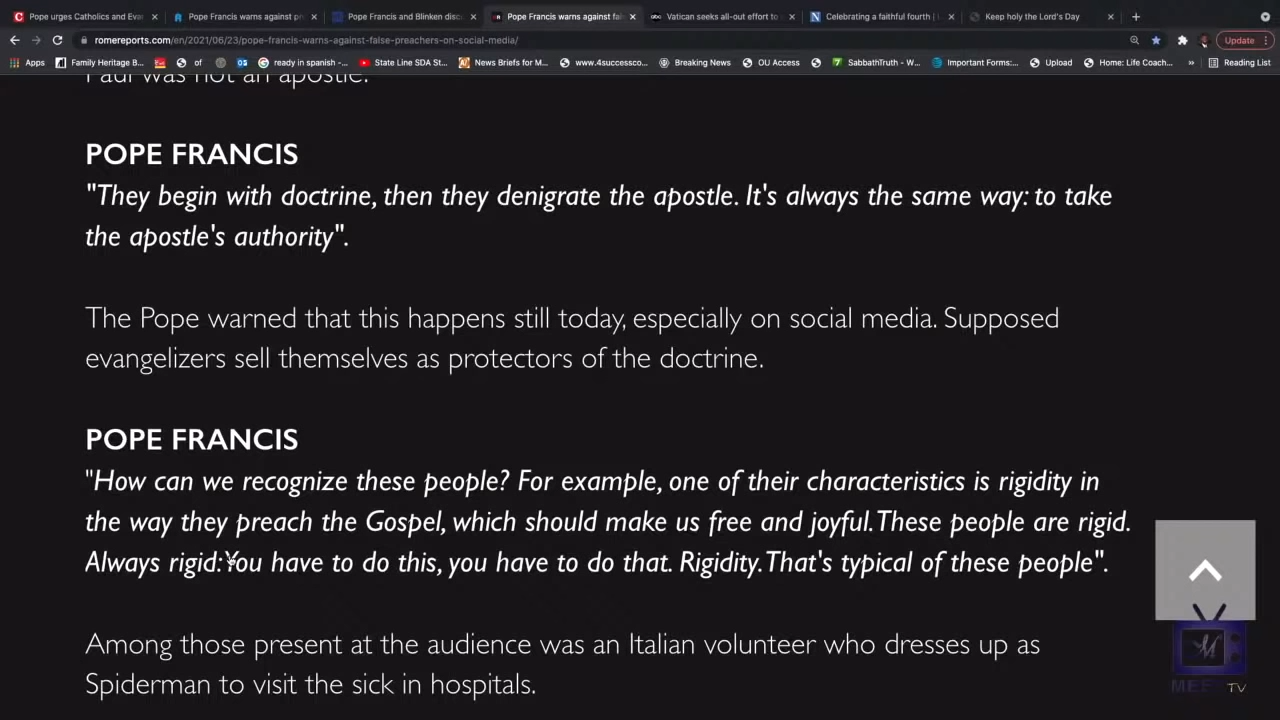 Pope urges Catholics and Evan
Pope Francis warns against pr
Pope Francis and Blinken disc
Pope Francis warns against fal
Vatican seeks all-out effort to
Celebrating a faithful fourth |
Keep holy the Lord's Day
romereports.com/en/2021/06/23/pope-francis-warns-against-false-preachers-on-social-media/
Update
Apps
Family Heritage B...
of
ready in spanish -...
State Line SDA St...
News Briefs for M...
www.4successco...
Breaking News
OU Access
SabbathTruth - W...
Important Forms:...
Upload
Home: Life Coach...
»
Reading List
Paul was not an apostle.
POPE FRANCIS
"They begin with doctrine, then they denigrate the apostle. It's always the same way: to take
the apostle's authority".
The Pope warned that this happens still today, especially on social media. Supposed
evangelizers sell themselves as protectors of the doctrine.
POPE FRANCIS
"How can we recognize these people? For example, one of their characteristics is rigidity in
the way they preach the Gospel, which should make us free and joyful. These people are rigid.
Always rigid: You have to do this, you have to do that. Rigidity. That's typical of these people".
Among those present at the audience was an Italian volunteer who dresses up as
Spiderman to visit the sick in hospitals.
TV